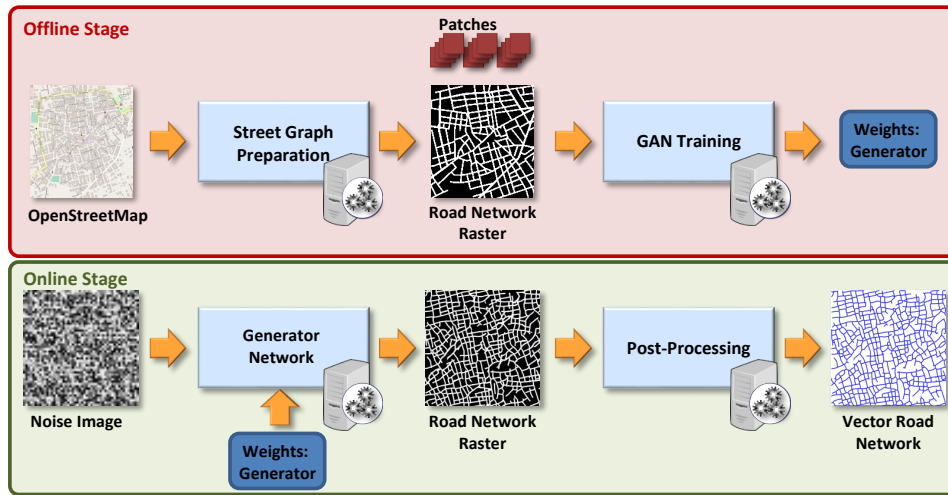 Offline Stage
Patches
Street Graph
Preparation
GAN Training
Weights:
Generator
OpenStreetMap
Road Network
Raster
Online Stage
Generator
Network
Post-Processing
Noise Image
Weights:
Generator
Road Network
Raster
Vector Road
Network